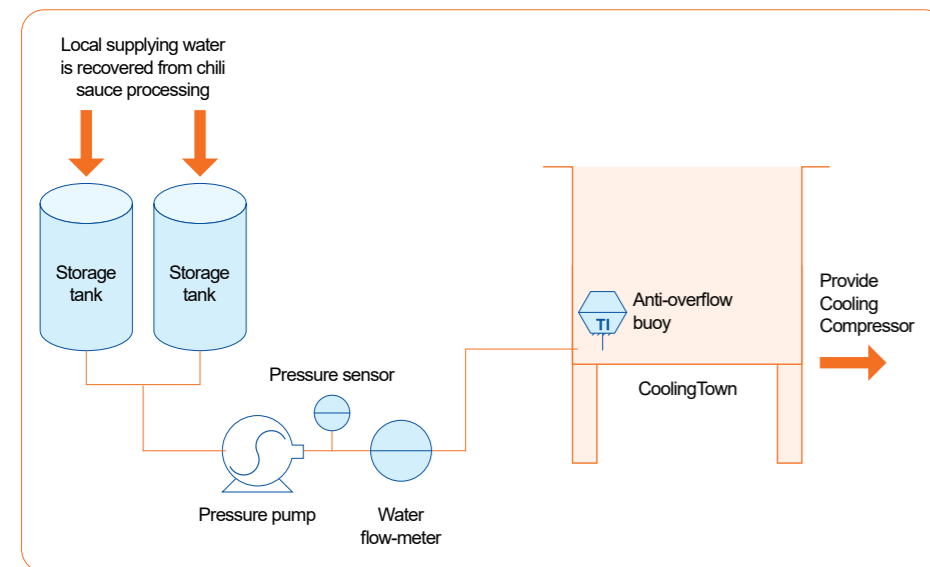 Local supplying water
is recovered from chili
sauce processing
Storage
tank
Storage
tank
Pressure sensor
Pressure pump
Water
flow-meter
Anti-overflow
buoy
TI
CoolingTown
Provide
Cooling
Compressor